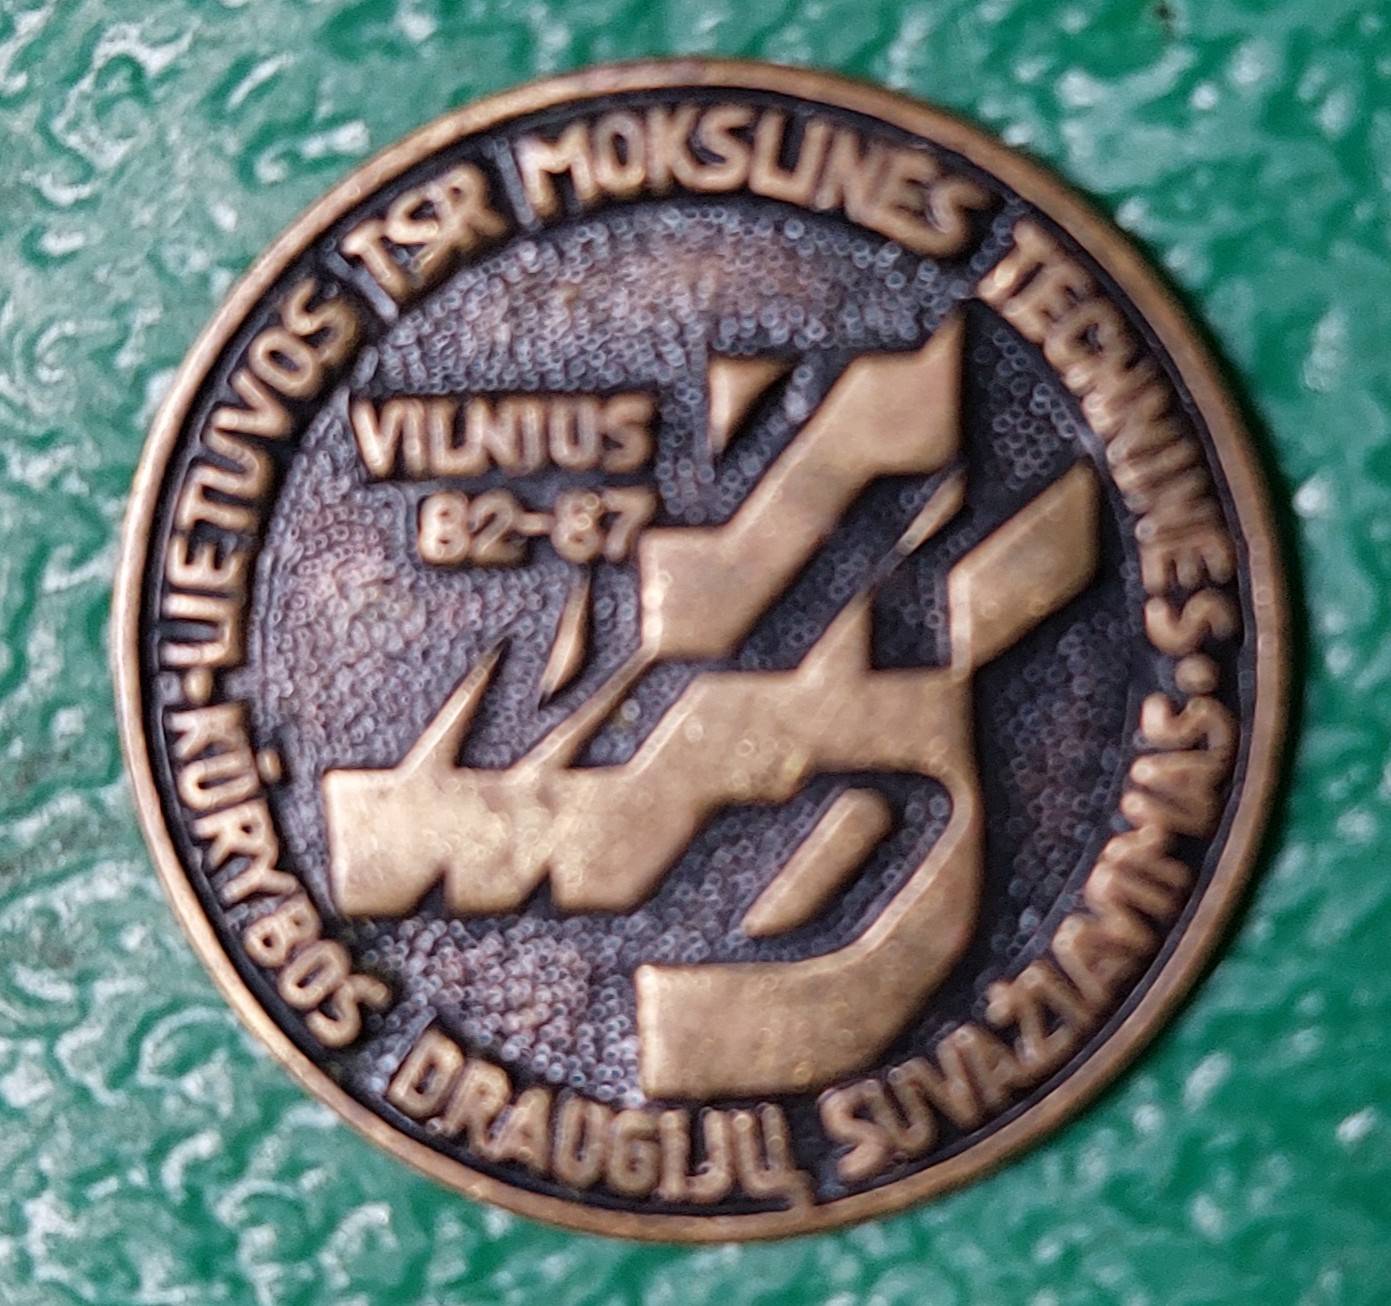 LIETUVOS TSR MOKSLINĖS TECHNINĖS
KŪRYBOS DRAUGIJŲ SUVAŽIAVIMAS
VILNIUS
82-87